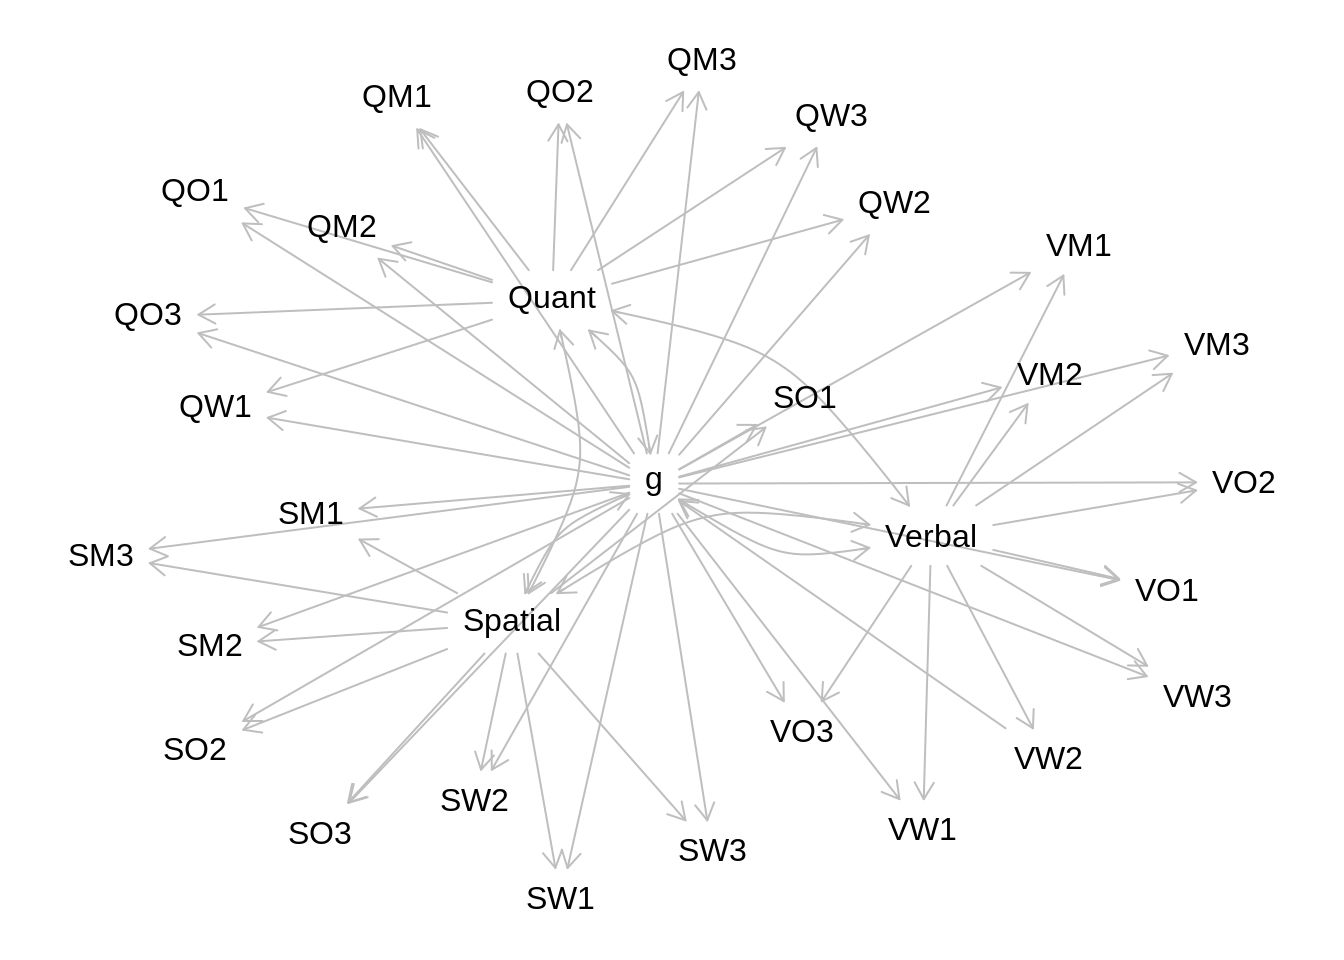 QM3
QM1
QO2
QW3
QO1
QW2
QM2
VM1
Quant
QO3
VM3
VM2
SO1
QW1
g
VO2
SM1
Verbal
SM3
VO1
Spatial
SM2
VW3
VO3
SO2
VW2
SW2
VW1
SO3
SW3
SW1